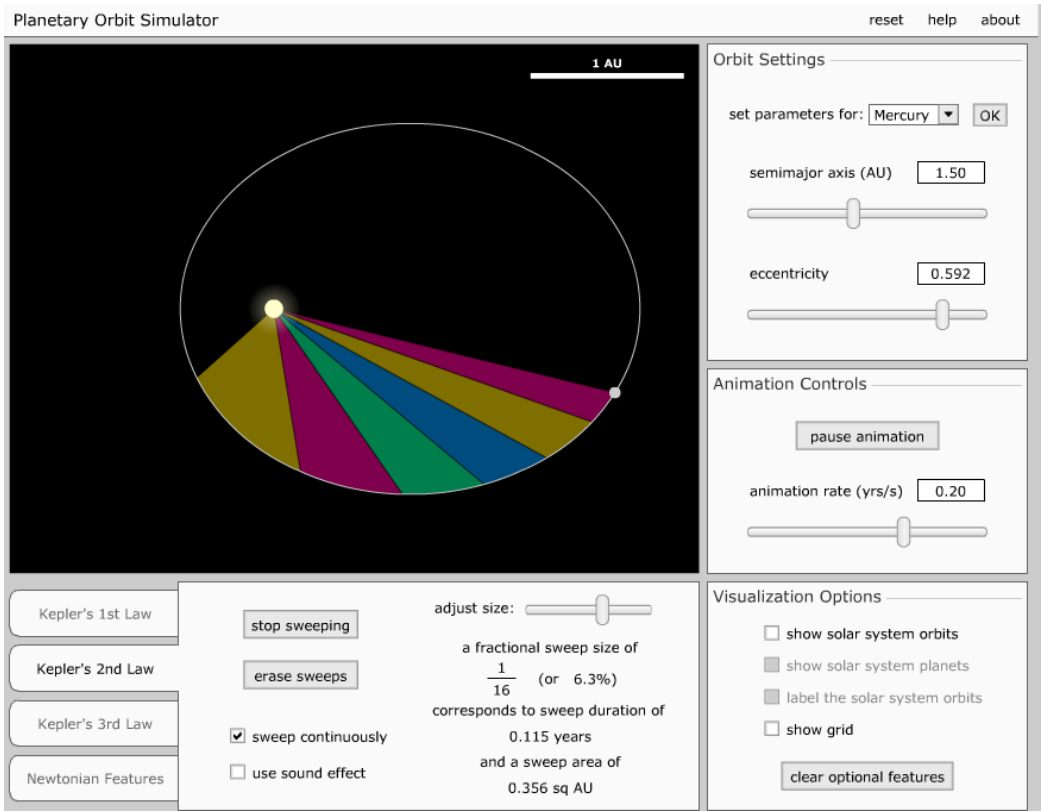 Planetary Orbit Simulator
reset help about
1 AU
Orbit Settings
set parameters for: Mercury OK
semimajor axis (AU) 1.50
eccentricity 0.592
Animation Controls
pause animation
animation rate (yrs/s) 0.20
Kepler's 1st Law
Kepler's 2nd Law
Kepler's 3rd Law
Newtonian Features
stop sweeping
erase sweeps
sweep continuously
use sound effect
adjust size:
a fractional sweep size of
1
16
(or 6.3%)
corresponds to sweep duration of
0.115 years
and a sweep area of
0.356 sq AU
Visualization Options
show solar system orbits
show solar system planets
label the solar system orbits
show grid
clear optional features